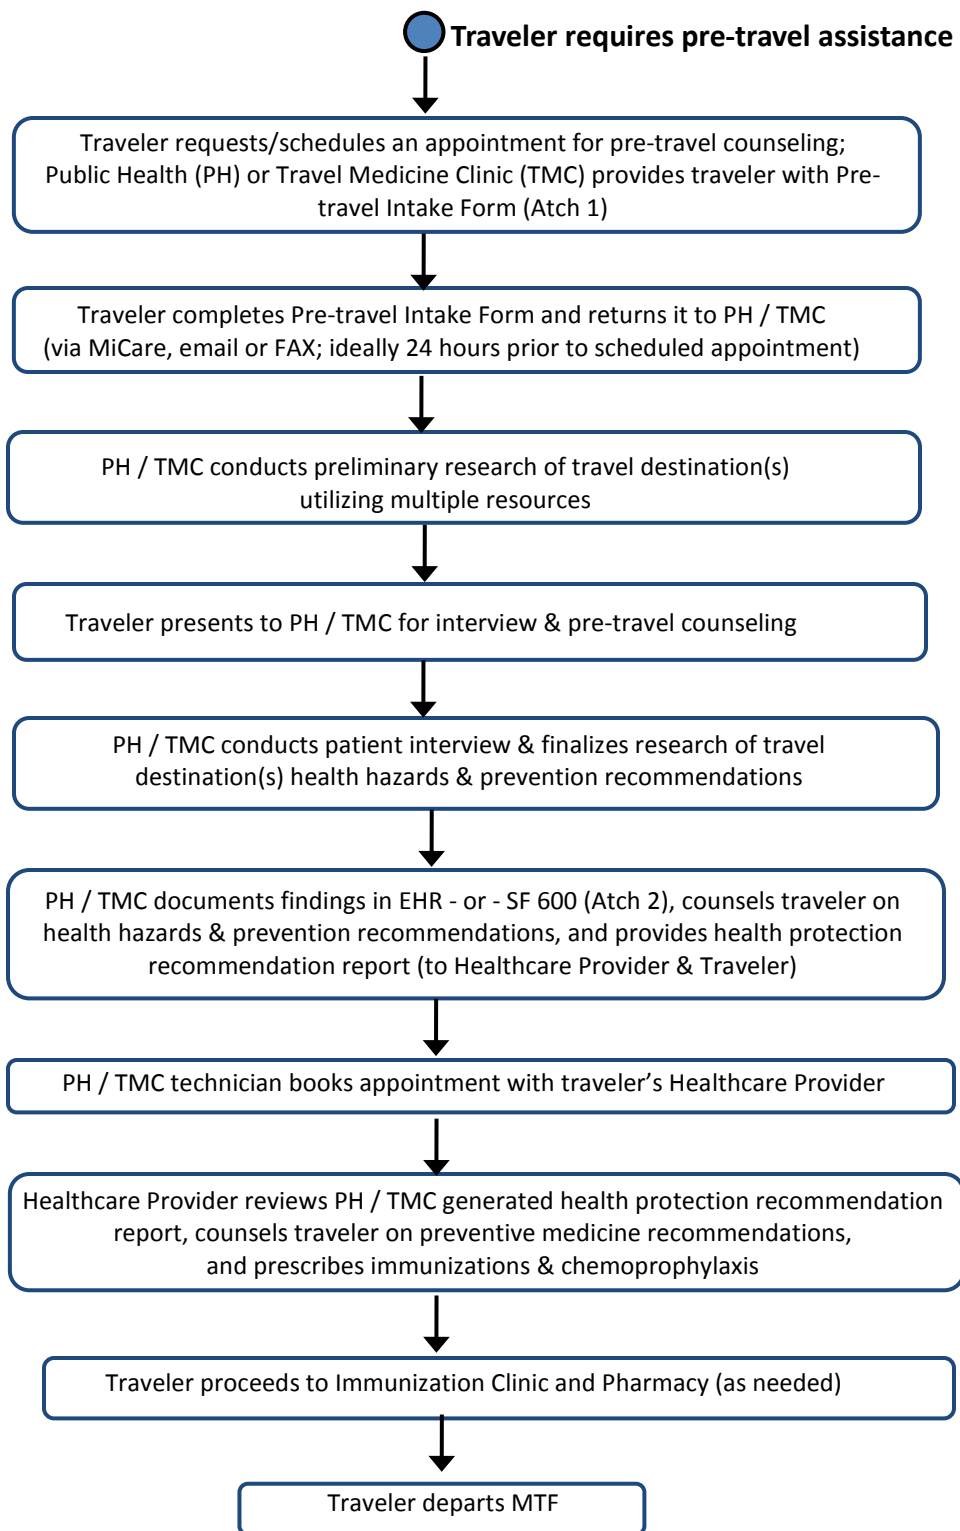 Traveler requires pre-travel assistance
Traveler requests/schedules an appointment for pre-travel counseling;
Public Health (PH) or Travel Medicine Clinic (TMC) provides traveler with Pre-
travel Intake Form (Atch 1)
Traveler completes Pre-travel Intake Form and returns it to PH / TMC
(via MiCare, email or FAX; ideally 24 hours prior to scheduled appointment)
PH / TMC conducts preliminary research of travel destination(s)
utilizing multiple resources
Traveler presents to PH / TMC for interview & pre-travel counseling
PH / TMC conducts patient interview & finalizes research of travel
destination(s) health hazards & prevention recommendations
PH / TMC documents findings in EHR - or - SF 600 (Atch 2), counsels traveler on
health hazards & prevention recommendations, and provides health protection
recommendation report (to Healthcare Provider & Traveler)
PH / TMC technician books appointment with traveler’s Healthcare Provider
Healthcare Provider reviews PH / TMC generated health protection recommendation
report, counsels traveler on preventive medicine recommendations,
and prescribes immunizations & chemoprophylaxis
Traveler proceeds to Immunization Clinic and Pharmacy (as needed)
Traveler departs MTF